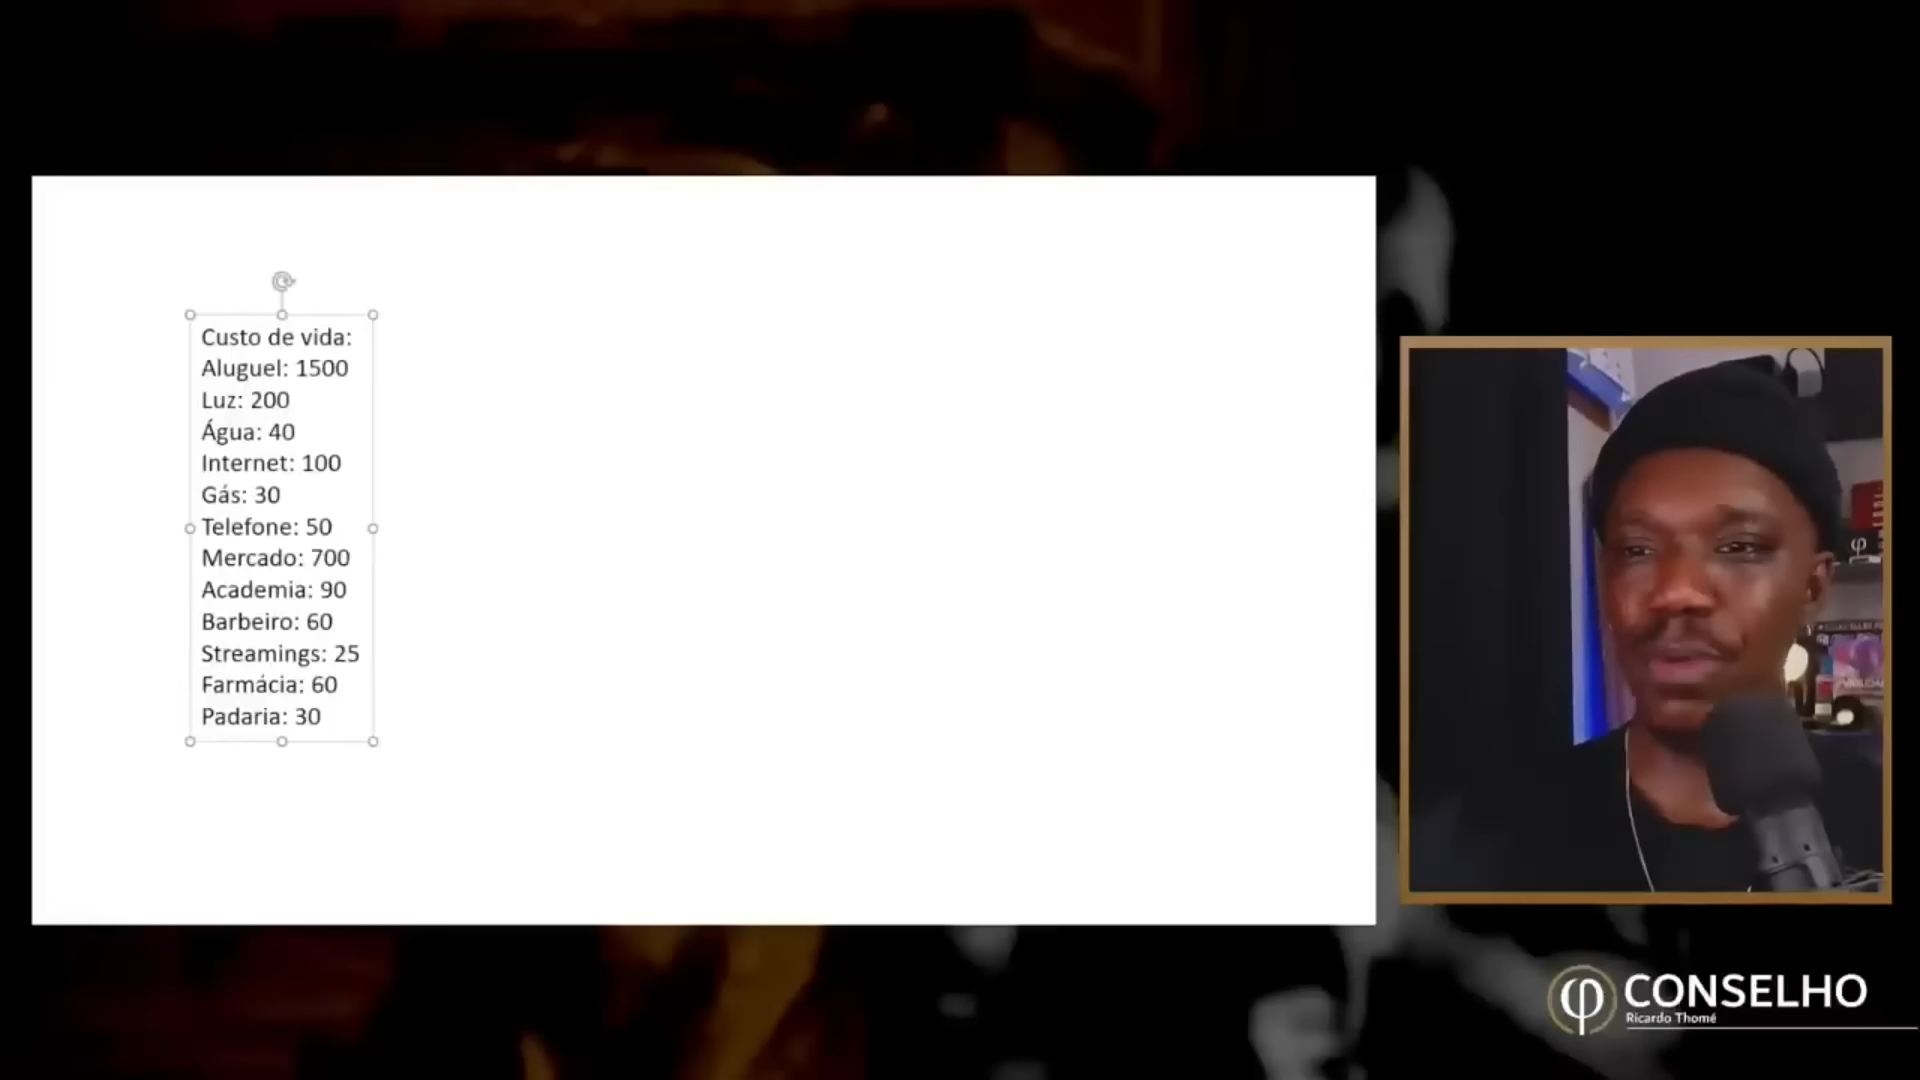 Custo de vida:
Aluguel: 1500
Luz: 200
Água: 40
Internet: 100
Gás: 30
Telefone: 50
Mercado: 700
Academia: 90
Barbeiro: 60
Streamings: 25
Farmácia: 60
Padaria: 30
φ
φ CONSELHO
Ricardo Thomé